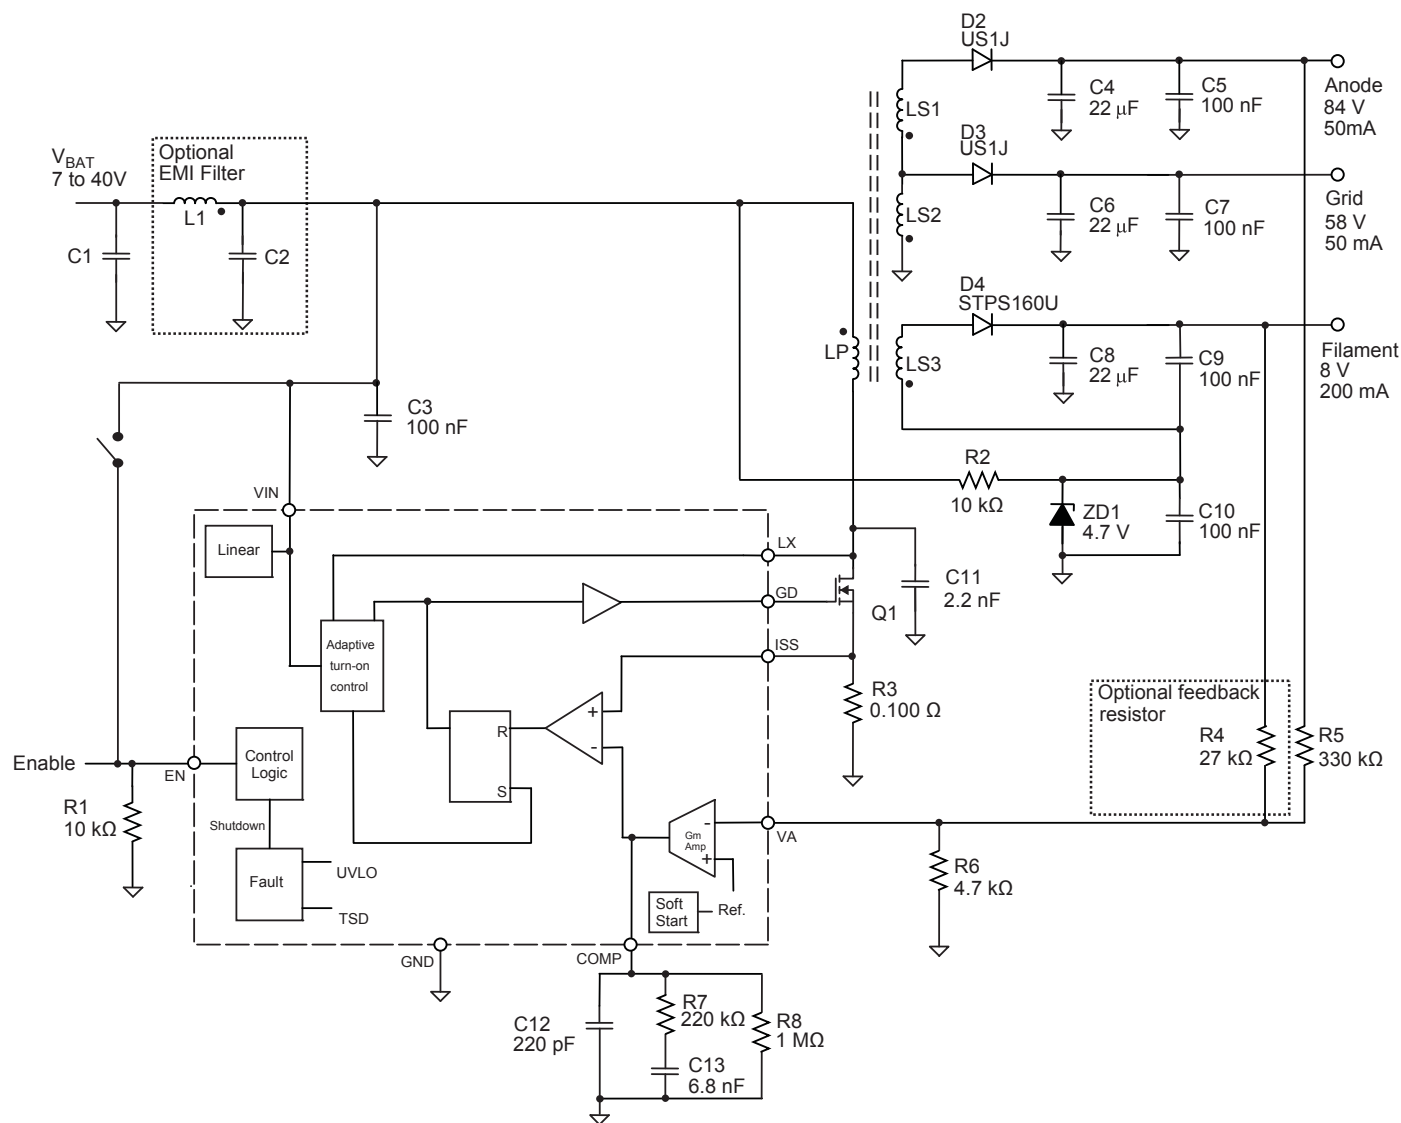 D2
US1J
C4
22 μF
C5
100 nF
Anode
84 V
50mA
LS1
D3
US1J
VBAT
7 to 40V
Optional
EMI Filter
L1
C1
C2
LS2
C6
22 μF
C7
100 nF
Grid
58 V
50 mA
D4
STPS160U
LP
LS3
C8
22 μF
C9
100 nF
Filament
8 V
200 mA
C3
100 nF
R2
10 kΩ
ZD1
4.7 V
C10
100 nF
VIN
Linear
LX
GD
ISS
Q1
C11
2.2 nF
Adaptive
turn-on
control
R3
0.100 Ω
Optional feedback
resistor
R4
27 kΩ
R5
330 kΩ
R
S
+
-
Enable
EN
Control
Logic
R1
10 kΩ
Shutdown
Fault
UVLO
TSD
-
Gm
Amp
+
VA
Soft
Start
Ref.
R6
4.7 kΩ
GND
COMP
C12
220 pF
R7
220 kΩ
R8
1 MΩ
C13
6.8 nF